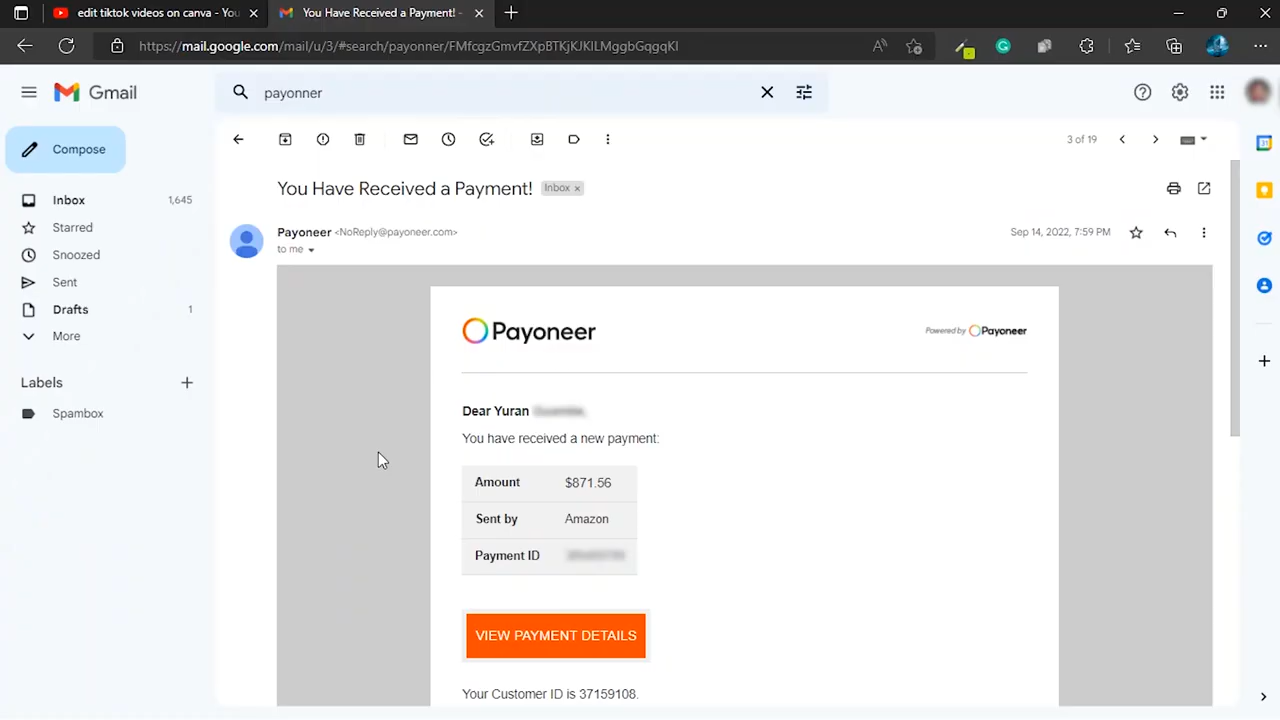 edit tiktok videos on canva - You
You Have Received a Payment! -
https://mail.google.com/mail/u/3/#search/payonner/FMfcgzGmvfZXpBTKjKJKlLMggbGqgqKl
Gmail
payonner
Compose
3 of 19
Inbox 1,645
Starred
Snoozed
Sent
Drafts 1
More
Labels
Spambox
You Have Received a Payment! Inbox x
Payoneer <NoReply@payoneer.com>
Sep 14, 2022, 7:59 PM
to me
Payoneer
Powered by Payoneer
Dear Yuran
You have received a new payment:
Amount $871.56
Sent by Amazon
Payment ID
VIEW PAYMENT DETAILS
Your Customer ID is 37159108.